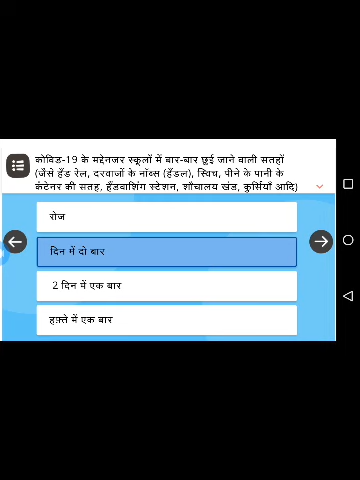 कोविड-19 के मद्देनजर स्कूलों में बार-बार छूई जाने वाली सतहों
(जैसे हैंड रेल, दरवाजों के नॉब्स (हैंडल), स्विच, पीने के पानी के
कंटेनर की सतह, हैंडवाशिंग स्टेशन, शौचालय खंड, कुर्सियाँ आदि)
रोज
दिन में दो बार
2 दिन में एक बार
हफ़्ते में एक बार